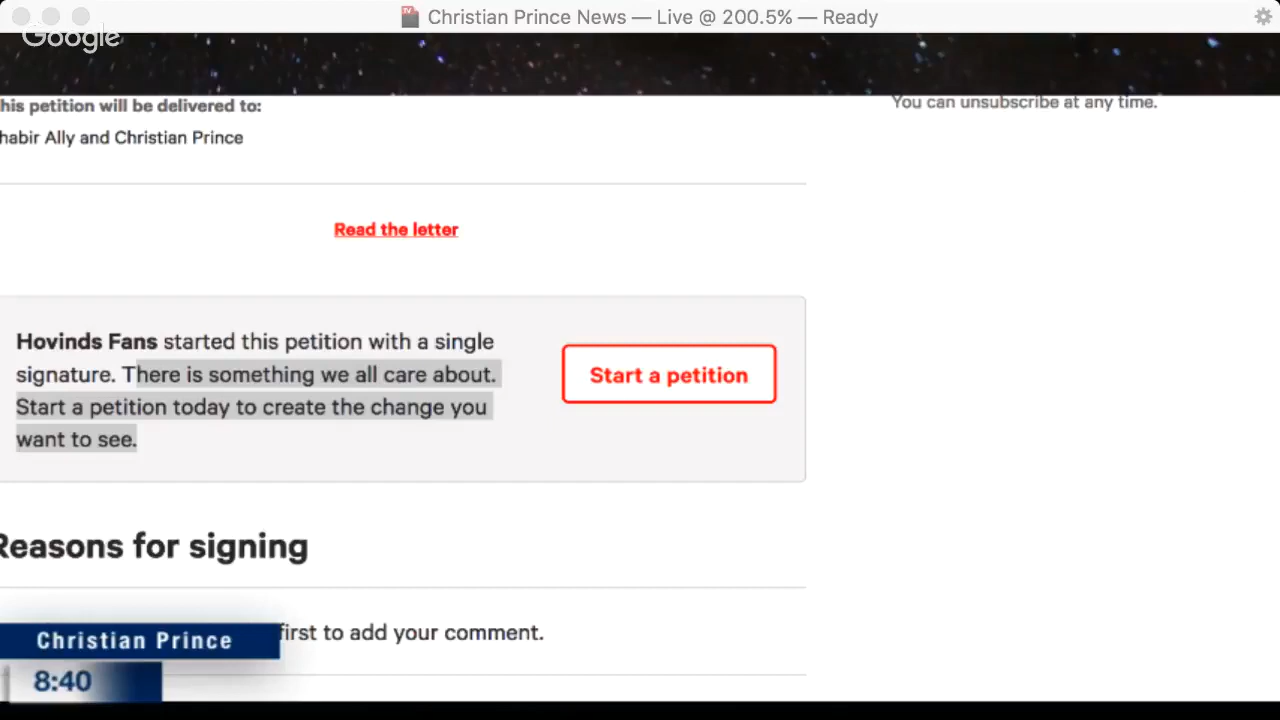 Christian Prince News — Live @ 200.5% — Ready
Google
his petition will be delivered to:
habir Ally and Christian Prince
You can unsubscribe at any time.
Read the letter
Hovinds Fans started this petition with a single
signature. There is something we all care about.
Start a petition today to create the change you
want to see.
Start a petition
Reasons for signing
first to add your comment.
Christian Prince
8:40